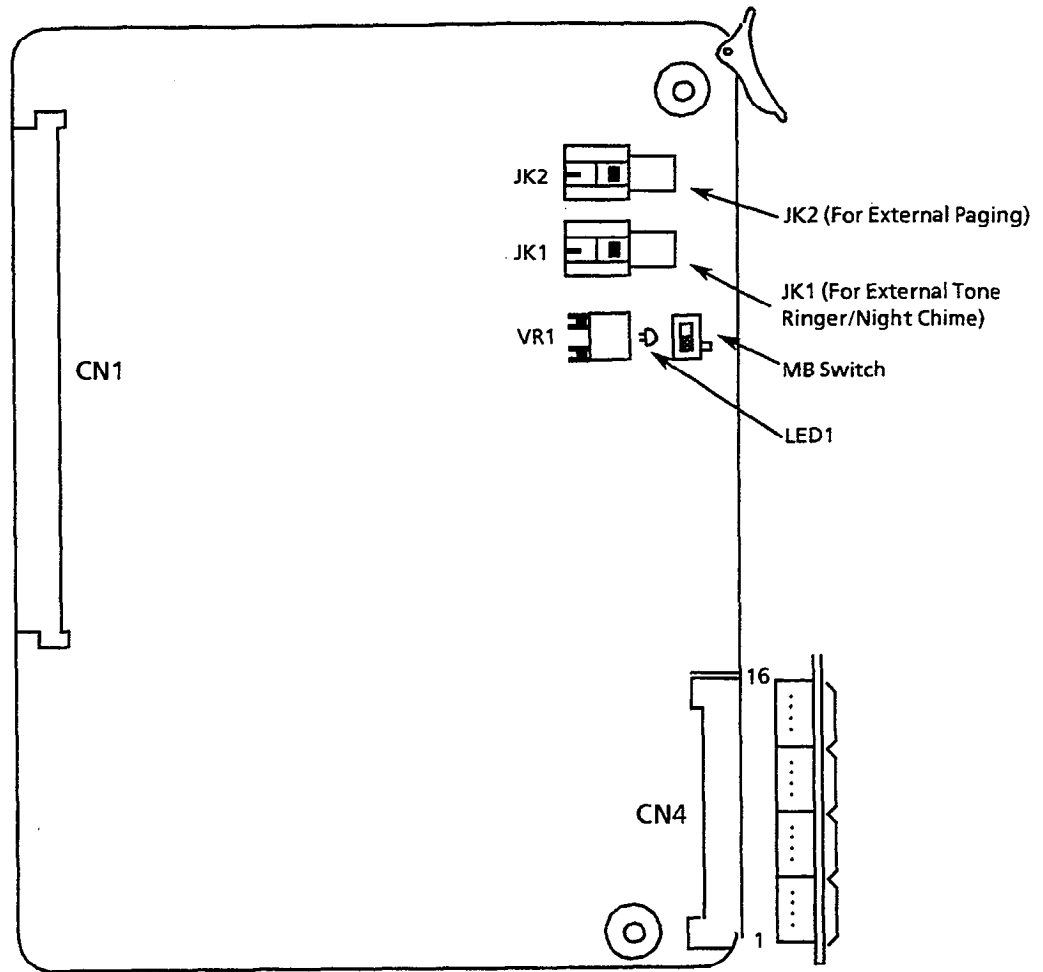 JK2
JK2 (For External Paging)
JK1
JK1 (For External Tone
Ringer/Night Chime)
VR1
MB Switch
CN1
LED1
16
CN4
1